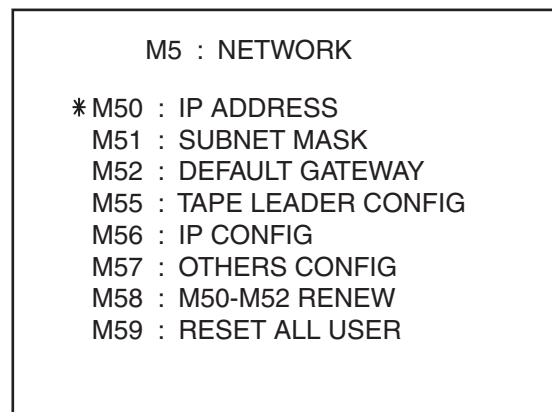 M5 : NETWORK
*M50 : IP ADDRESS
M51 : SUBNET MASK
M52 : DEFAULT GATEWAY
M55 : TAPE LEADER CONFIG
M56 : IP CONFIG
M57 : OTHERS CONFIG
M58 : M50-M52 RENEW
M59 : RESET ALL USER